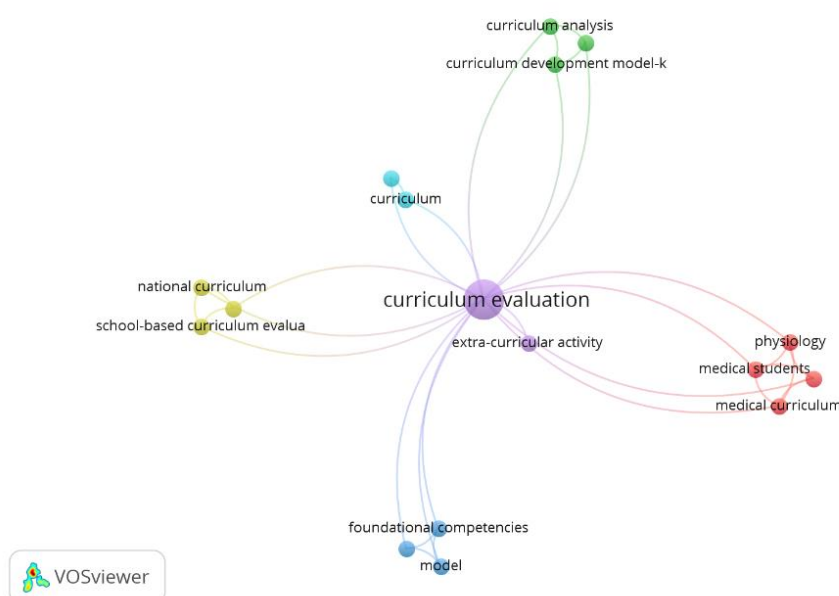 curriculum analysis
curriculum development model-k
curriculum
national curriculum
school-based curriculum evalua
curriculum evaluation
extra-curricular activity
physiology
medical students
medical curriculum
foundational competencies
model
VOSviewer